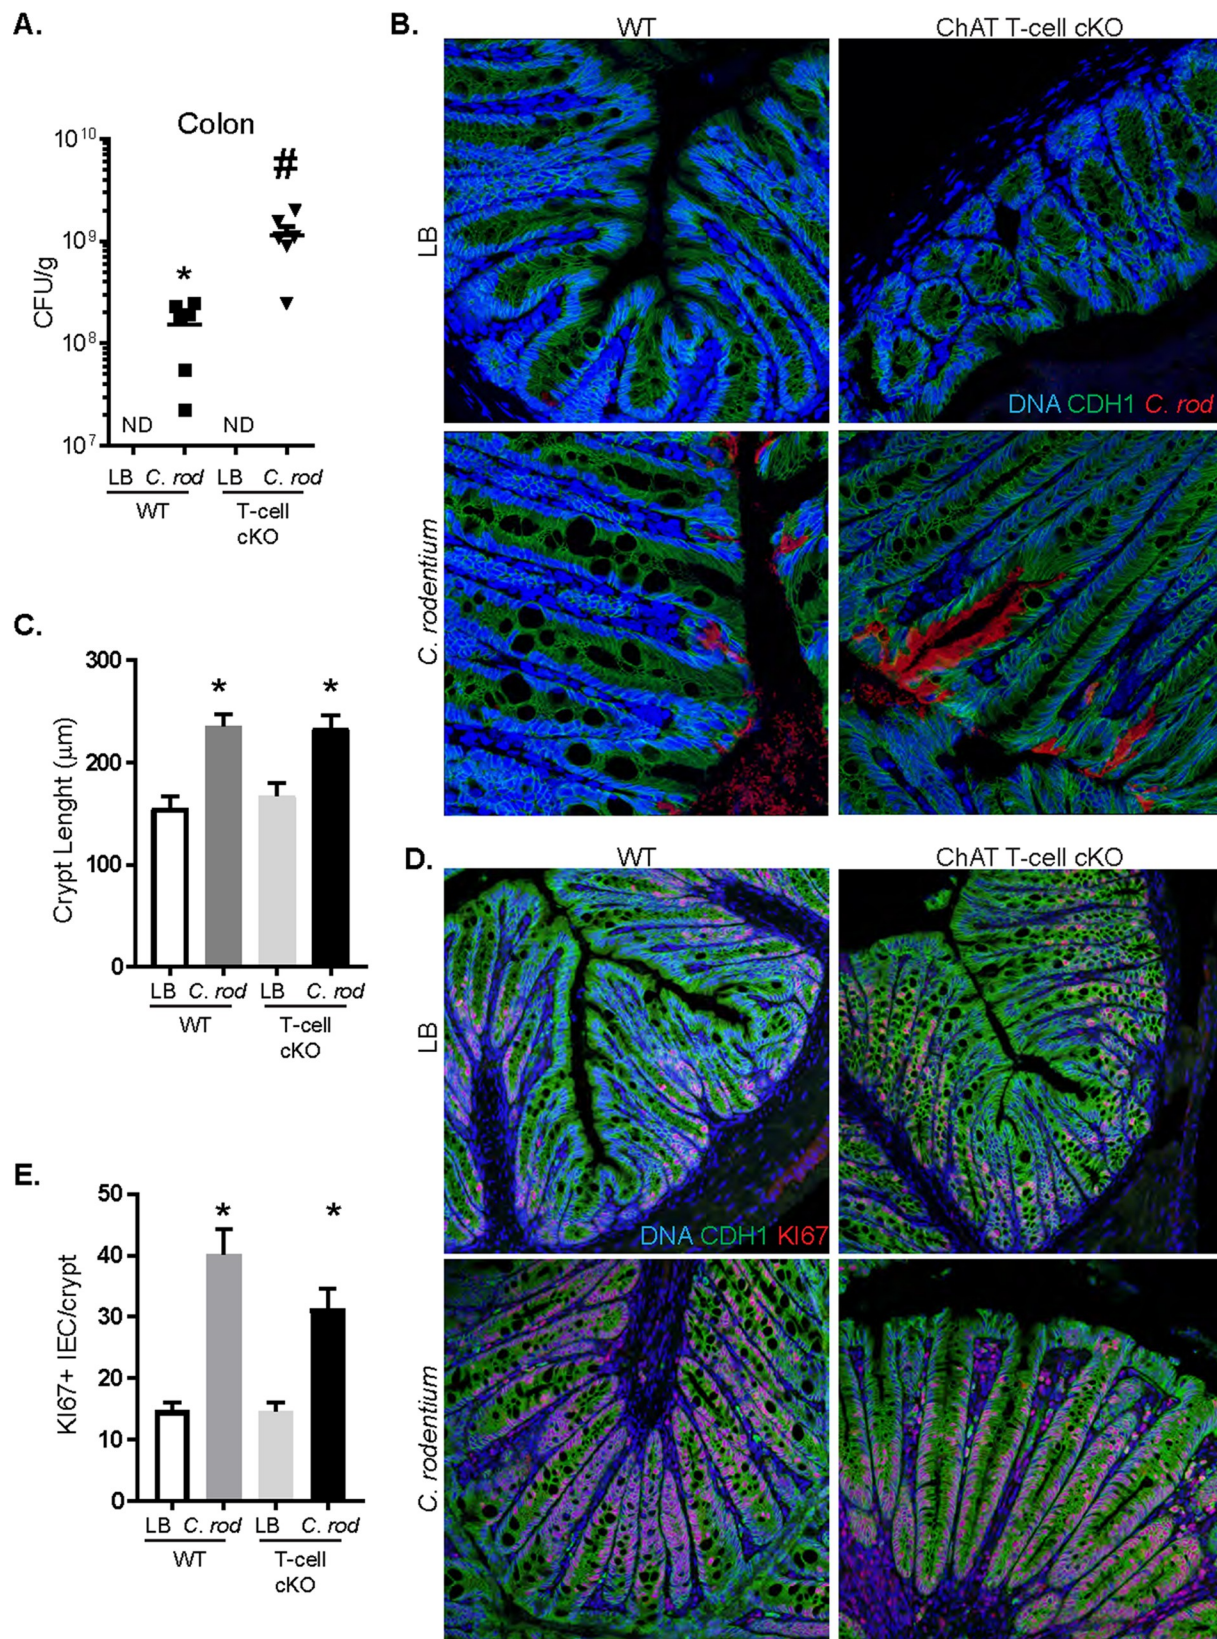 A.
Colon
10^10
10^9
10^8
10^7
CFU/g
*
#
ND
ND
LB C. rod LB C. rod
WT T-cell
cKO
B.
WT ChAT T-cell cKO
LB
DNA CDH1 C. rod
C. rodentium
C.
300
200
100
0
Crypt Lenght (μm)
* *
LB C. rod LB C. rod
WT T-cell
cKO
D.
WT ChAT T-cell cKO
LB
DNA CDH1 KI67
C. rodentium
E.
50
40
30
20
10
0
KI67+ IEC/crypt
* *
LB C. rod LB C. rod
WT T-cell
cKO